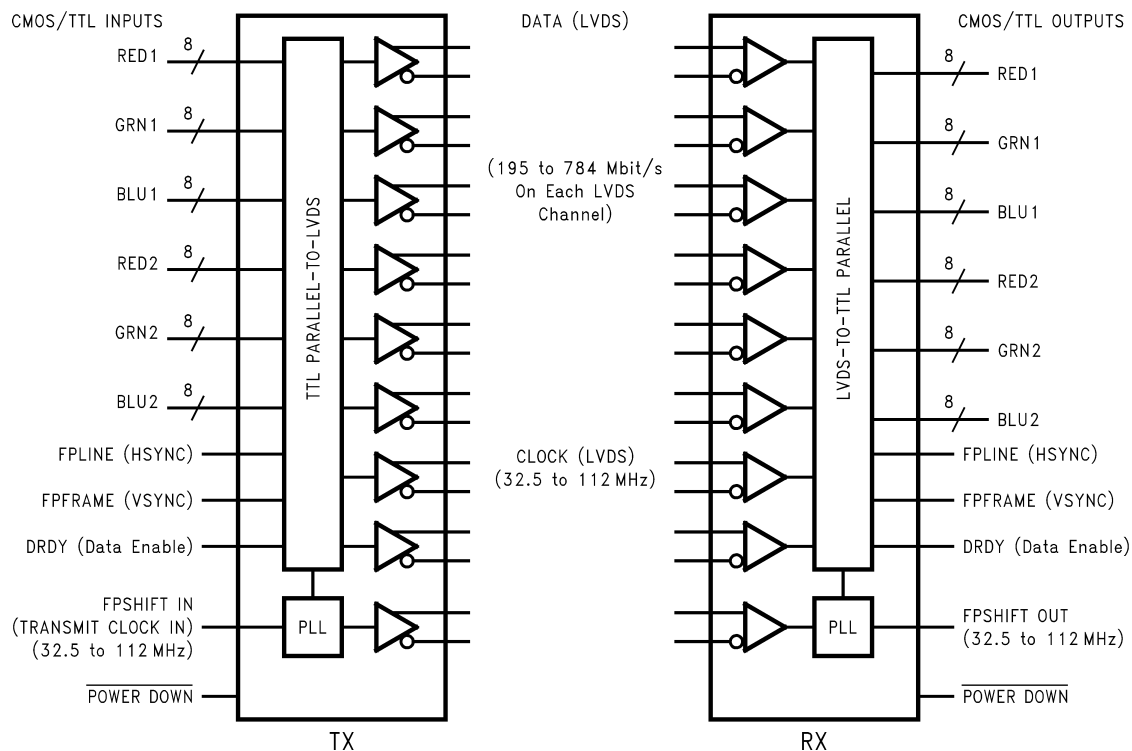 CMOS/TTL INPUTS
DATA (LVDS)
CMOS/TTL OUTPUTS
RED1
8
8
RED1
GRN1
8
8
GRN1
(195 to 784 Mbit/s
On Each LVDS
Channel)
BLU1
8
8
BLU1
RED2
8
8
RED2
GRN2
8
8
GRN2
BLU2
8
8
BLU2
TTL PARALLEL-TO-LVDS
LVDS-TO-TTL PARALLEL
FPLINE (HSYNC)
CLOCK (LVDS)
(32.5 to 112 MHz)
FPLINE (HSYNC)
FPFRAME (VSYNC)
FPFRAME (VSYNC)
DRDY (Data Enable)
DRDY (Data Enable)
FPSHIFT IN
(TRANSMIT CLOCK IN)
(32.5 to 112 MHz)
PLL
PLL
FPSHIFT OUT
(32.5 to 112 MHz)
POWER DOWN
POWER DOWN
TX
RX